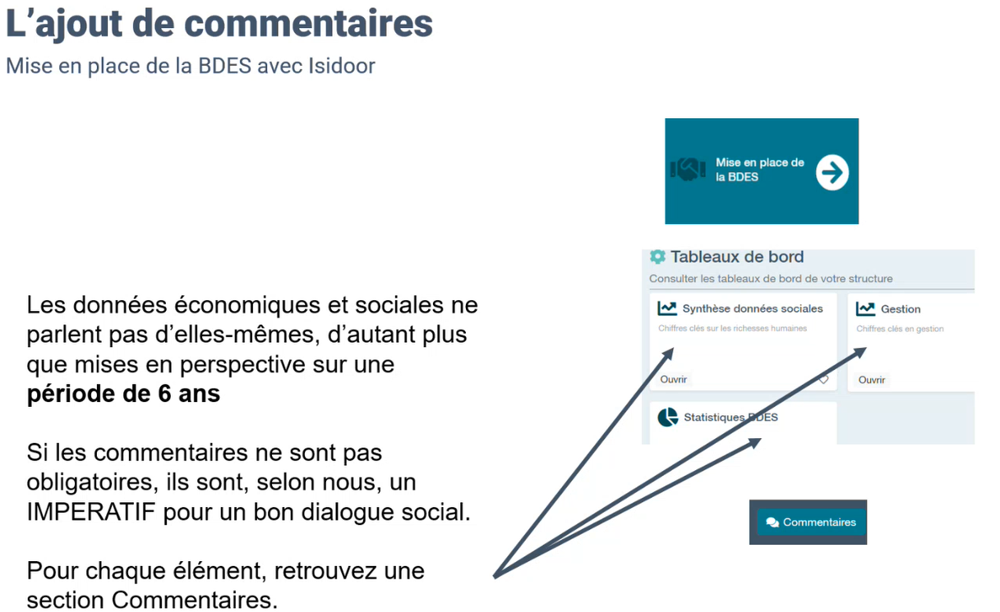 L’ajout de commentaires
Mise en place de la BDES avec Isidoor
Mise en place de
la BDES
Tableaux de bord
Consulter les tableaux de bord de votre structure
Synthèse données sociales
Chiffres clés sur les richesses humaines
Ouvrir
Gestion
Chiffres clés en gestion
Ouvrir
Statistiques BDES
Commentaires
Les données économiques et sociales ne
parlent pas d’elles-mêmes, d’autant plus
que mises en perspective sur une
période de 6 ans
Si les commentaires ne sont pas
obligatoires, ils sont, selon nous, un
IMPERATIF pour un bon dialogue social.
Pour chaque élément, retrouvez une
section Commentaires.